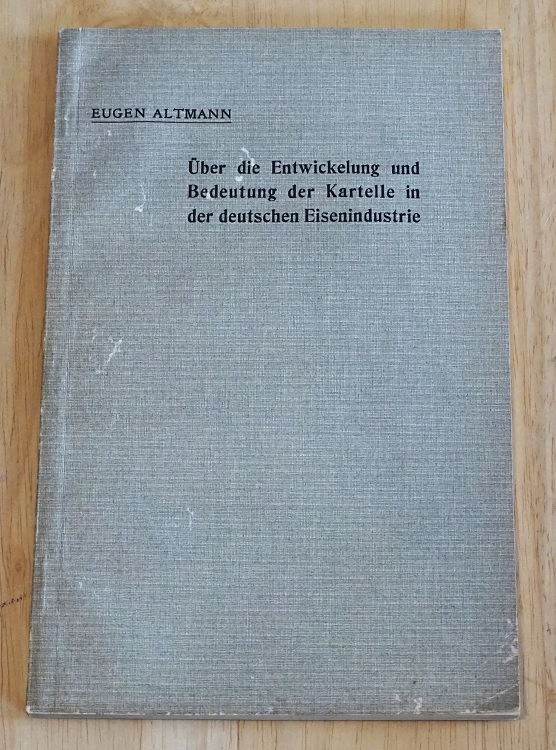 EUGEN ALTMANN
Über die Entwickelung und
Bedeutung der Kartelle in
der deutschen Eisenindustrie